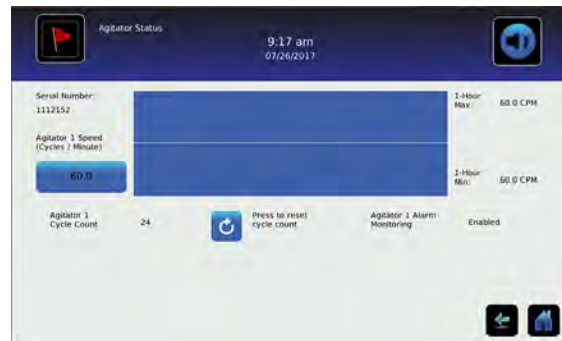 Agitator Status
9:17 am
07/26/2017
Serial Number:
1112152
1-Hour
Max:
60.0 CPM
Agitator 1 Speed
(Cycles / Minute)
60.0
1-Hour
Min:
60.0 CPM
Agitator 1
Cycle Count
24
Press to reset
cycle count
Agitator 1 Alarm
Monitoring
Enabled